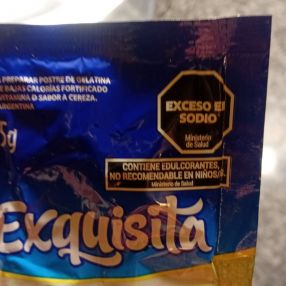 PREPARAR POSTRE DE GELATINA
E BAJAS CALORÍAS FORTIFICADO
VITAMINA D SABOR A CEREZA.
ARGENTINA
5g
EXCESO EN
SODIO
Ministerio
de Salud
CONTIENE EDULCORANTES,
NO RECOMENDABLE EN NIÑOS/AS.
Ministerio de Salud
Exquisita